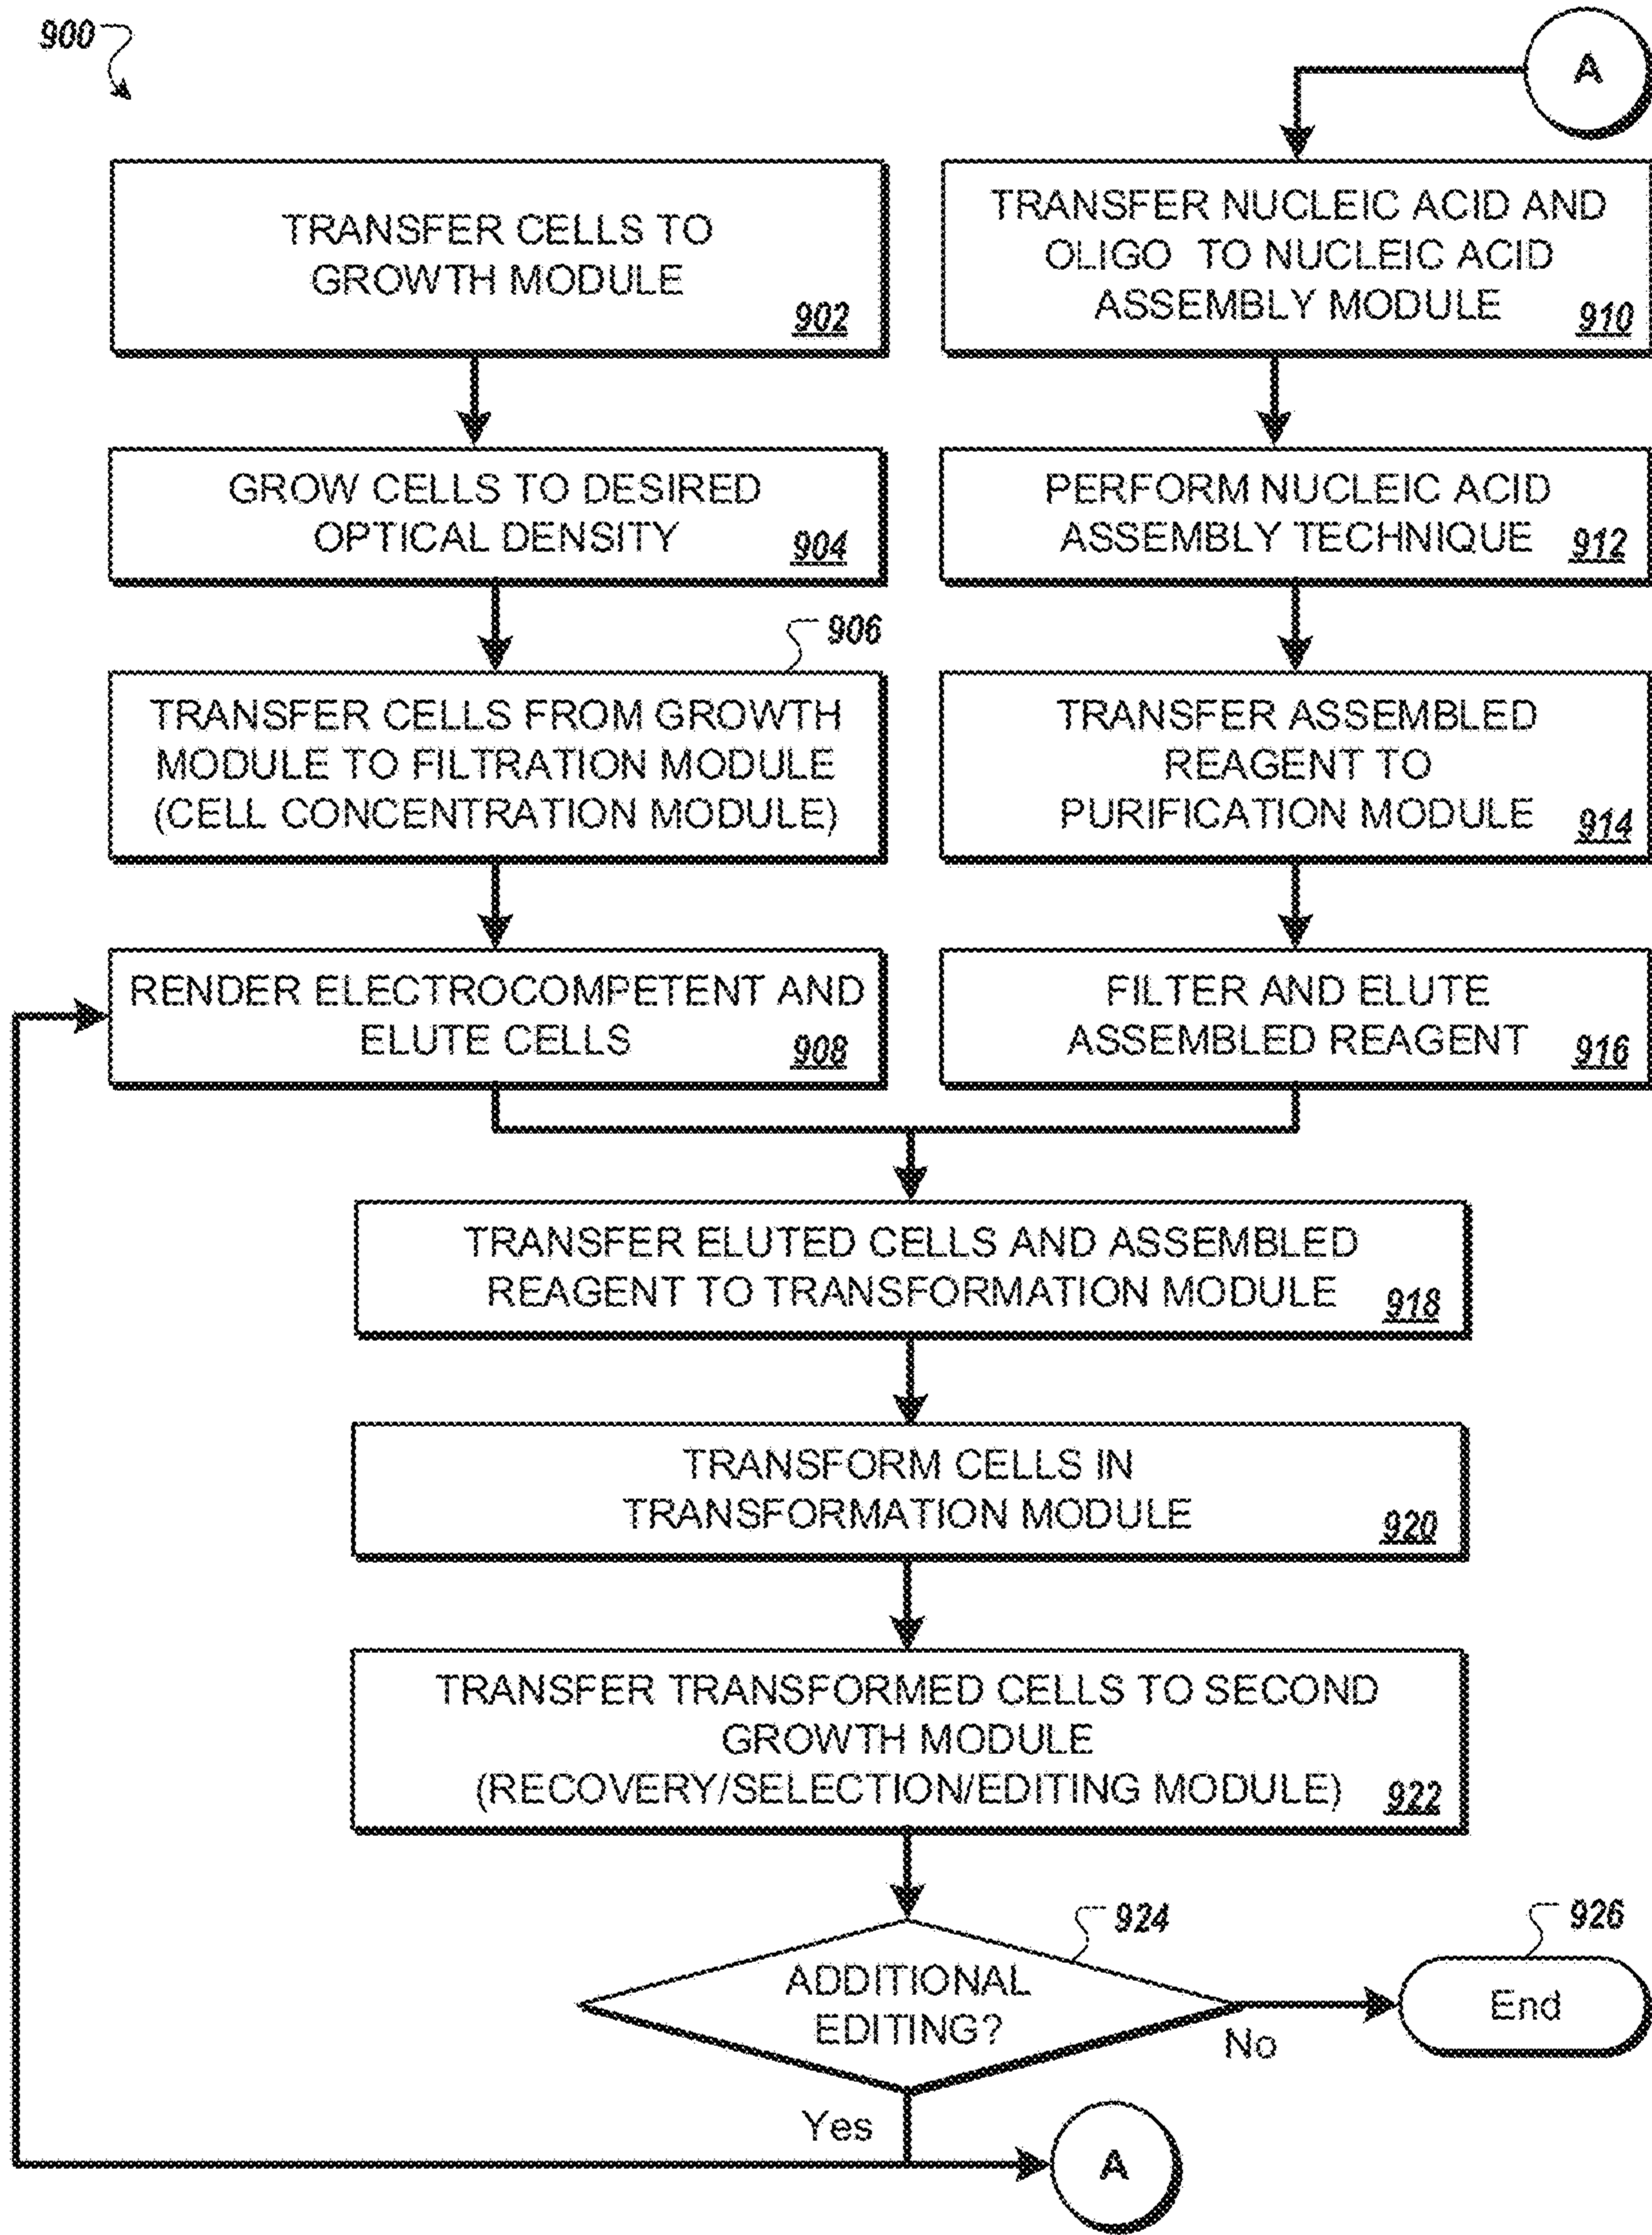 900
A
TRANSFER CELLS TO
GROWTH MODULE
902
TRANSFER NUCLEIC ACID AND
OLIGO TO NUCLEIC ACID
ASSEMBLY MODULE
910
GROW CELLS TO DESIRED
OPTICAL DENSITY
904
PERFORM NUCLEIC ACID
ASSEMBLY TECHNIQUE
912
906
TRANSFER CELLS FROM GROWTH
MODULE TO FILTRATION MODULE
(CELL CONCENTRATION MODULE)
TRANSFER ASSEMBLED
REAGENT TO
PURIFICATION MODULE
914
RENDER ELECTROCOMPETENT AND
ELUTE CELLS
908
FILTER AND ELUTE
ASSEMBLED REAGENT
916
TRANSFER ELUTED CELLS AND ASSEMBLED
REAGENT TO TRANSFORMATION MODULE
918
TRANSFORM CELLS IN
TRANSFORMATION MODULE
920
TRANSFER TRANSFORMED CELLS TO SECOND
GROWTH MODULE
(RECOVERY/SELECTION/EDITING MODULE)
922
924
ADDITIONAL
EDITING?
926
End
No
Yes
A